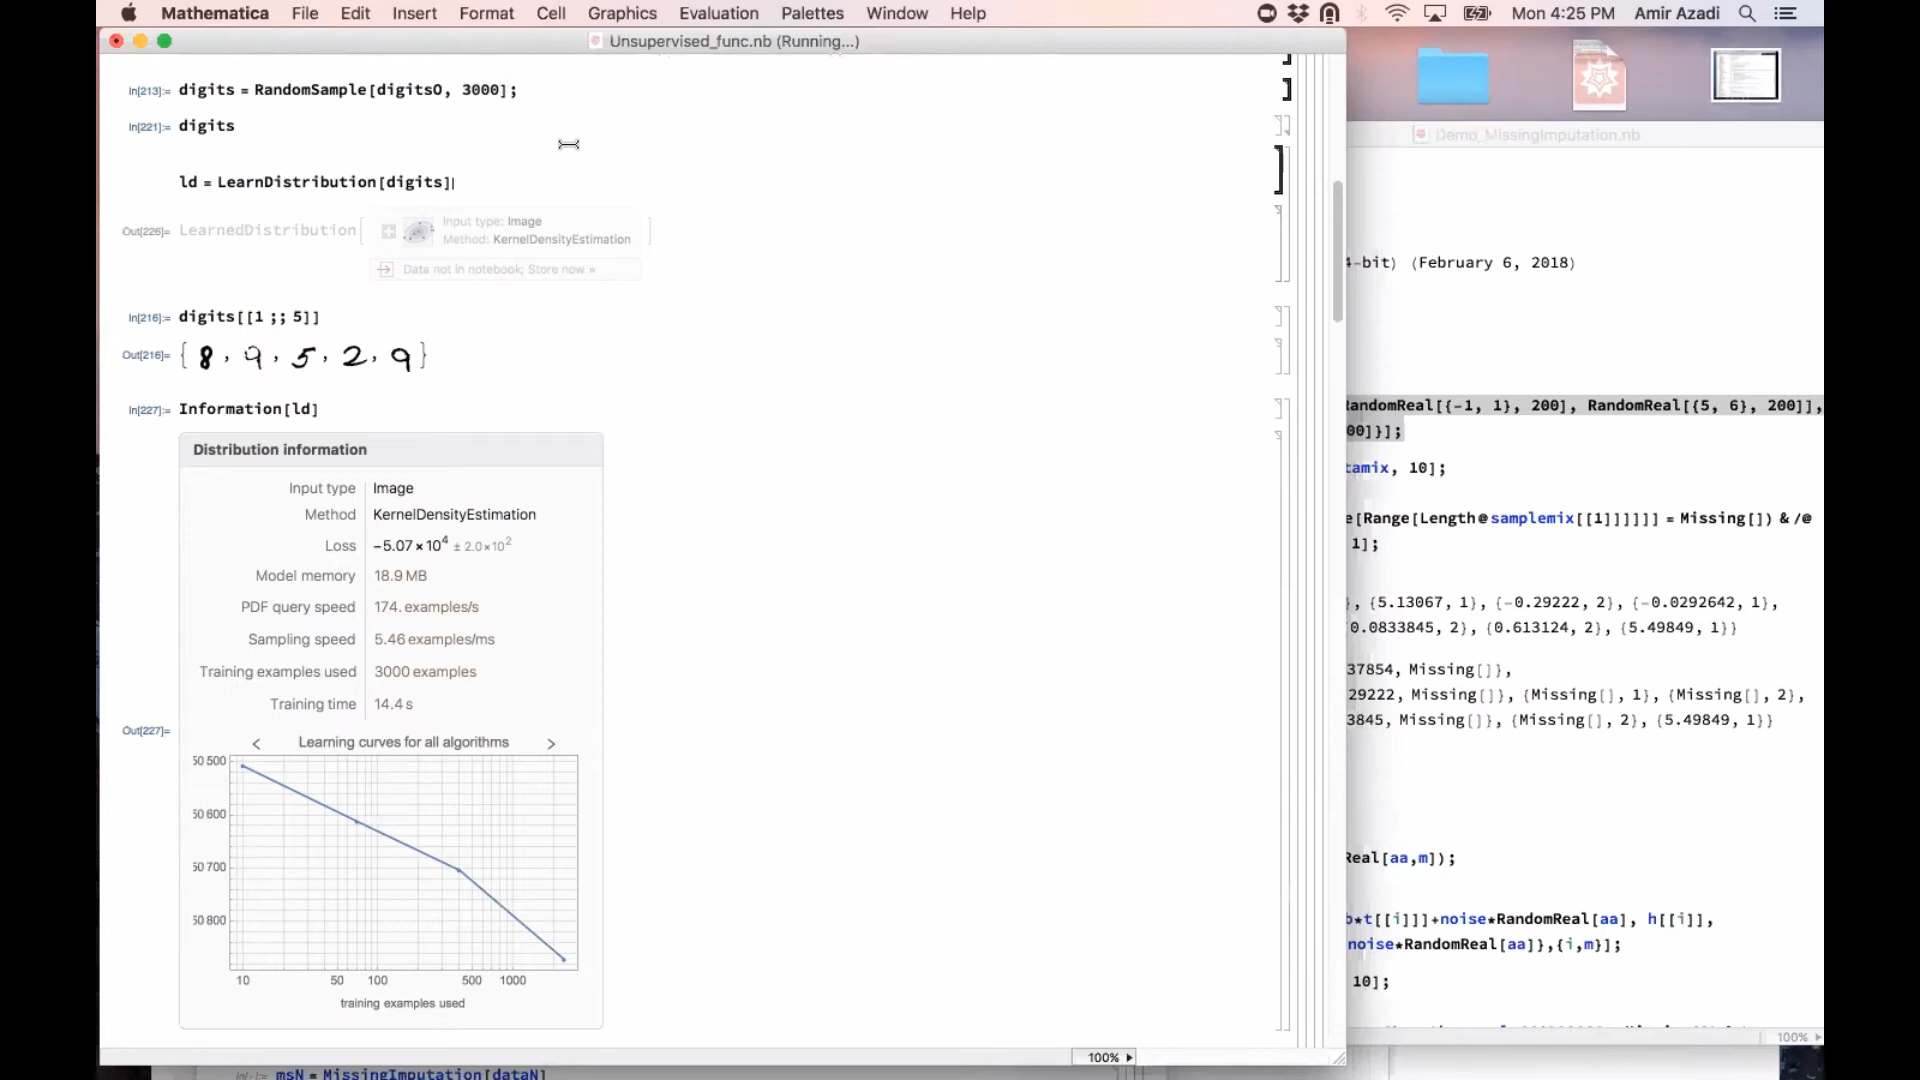 Mathematica File Edit Insert Format Cell Graphics Evaluation Palettes Window Help Mon 4:25 PM Amir Azadi
Unsupervised_func.nb (Running...)
In[213]:= digits = RandomSample[digitsO, 3000];
In[221]:= digits
ld = LearnDistribution[digits]
Out[226]= LearnedDistribution[
Input type: Image
Method: KernelDensityEstimation
]
Data not in notebook; Store now »
In[216]:= digits[[1 ;; 5]]
Out[216]= {8, 9, 5, 2, 9}
In[227]:= Information[ld]
Distribution information
Input type Image
Method KernelDensityEstimation
Loss -5.07×10^4 ± 2.0×10^2
Model memory 18.9 MB
PDF query speed 174. examples/s
Sampling speed 5.46 examples/ms
Training examples used 3000 examples
Training time 14.4 s
Out[227]=
< Learning curves for all algorithms >
50 500
50 600
50 700
50 800
10 50 100 500 1000
training examples used
100%
msN = MissingImputation[dataN]
Demo_MissingImputation.nb
4-bit) (February 6, 2018)
RandomReal[{-1, 1}, 200], RandomReal[{5, 6}, 200]],
00]}];
tamix, 10];
e[Range[Length@samplemix[[1]]]]]] = Missing[]) & /@
1];
}, {5.13067, 1}, {-0.29222, 2}, {-0.0292642, 1},
0.0833845, 2}, {0.613124, 2}, {5.49849, 1}}
37854, Missing[]},
29222, Missing[]}, {Missing[], 1}, {Missing[], 2},
3845, Missing[]}, {Missing[], 2}, {5.49849, 1}}
Real[aa,m]);
b*t[[i]]]+noise*RandomReal[aa], h[[i]],
noise*RandomReal[aa]},{i,m}];
10];
100%